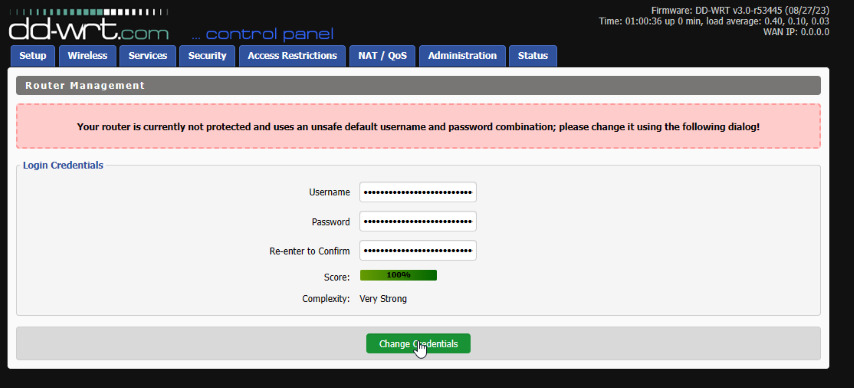 Firmware: DD-WRT v3.0-r53445 (08/27/23)
Time: 01:00:36 up 0 min, load average: 0.40, 0.10, 0.03
WAN IP: 0.0.0.0
dd-wrt.com ... control panel
Setup Wireless Services Security Access Restrictions NAT / QoS Administration Status
Router Management
Your router is currently not protected and uses an unsafe default username and password combination; please change it using the following dialog!
Login Credentials
Username
Password
Re-enter to Confirm
Score: 100%
Complexity: Very Strong
Change Credentials